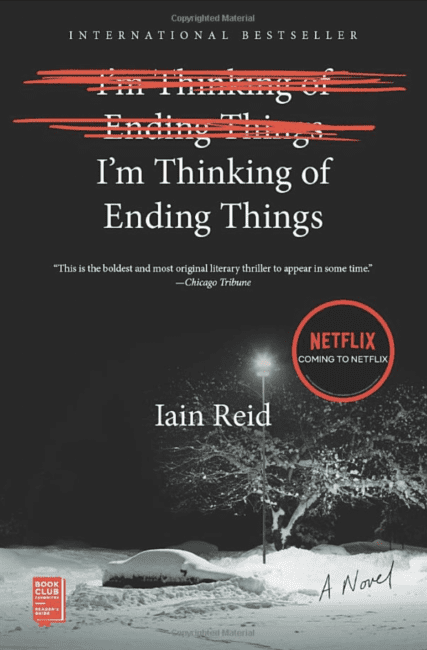 Copyrighted Material
INTERNATIONAL BESTSELLER
I'm Thinking of
Ending Things
I'm Thinking of
Ending Things
“This is the boldest and most original literary thriller to appear in some time.”
—Chicago Tribune
NETFLIX
COMING TO NETFLIX
Iain Reid
A Novel
BOOK
CLUB
FAVORITES
READER'S
GUIDE
Copyrighted Material